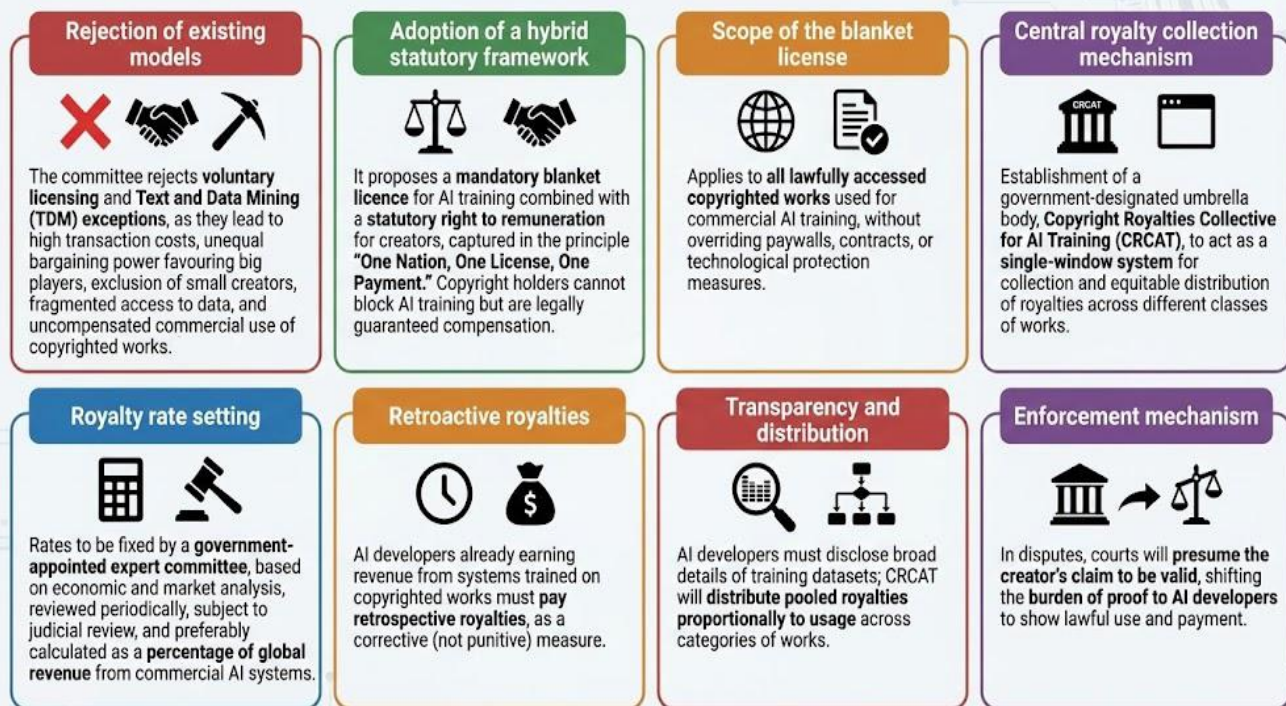 Rejection of existing
models
The committee rejects voluntary
licensing and Text and Data Mining
(TDM) exceptions, as they lead to
high transaction costs, unequal
bargaining power favouring big
players, exclusion of small creators,
fragmented access to data, and
uncompensated commercial use of
copyrighted works.
Adoption of a hybrid
statutory framework
It proposes a mandatory blanket
licence for AI training combined with
a statutory right to remuneration
for creators, captured in the principle
“One Nation, One License, One
Payment.” Copyright holders cannot
block AI training but are legally
guaranteed compensation.
Scope of the blanket
license
Applies to all lawfully accessed
copyrighted works used for
commercial AI training, without
overriding paywalls, contracts, or
technological protection
measures.
Central royalty collection
mechanism
CRCAT
Establishment of a
government-designated umbrella
body, Copyright Royalties Collective
for AI Training (CRCAT), to act as a
single-window system for
collection and equitable distribution
of royalties across different classes
of works.
Royalty rate setting
Rates to be fixed by a government-
appointed expert committee, based
on economic and market analysis,
reviewed periodically, subject to
judicial review, and preferably
calculated as a percentage of global
revenue from commercial AI systems.
Retroactive royalties
$
AI developers already earning
revenue from systems trained on
copyrighted works must pay
retrospective royalties, as a
corrective (not punitive) measure.
Transparency and
distribution
AI developers must disclose broad
details of training datasets; CRCAT
will distribute pooled royalties
proportionally to usage across
categories of works.
Enforcement mechanism
In disputes, courts will presume the
creator's claim to be valid, shifting
the burden of proof to AI developers
to show lawful use and payment.